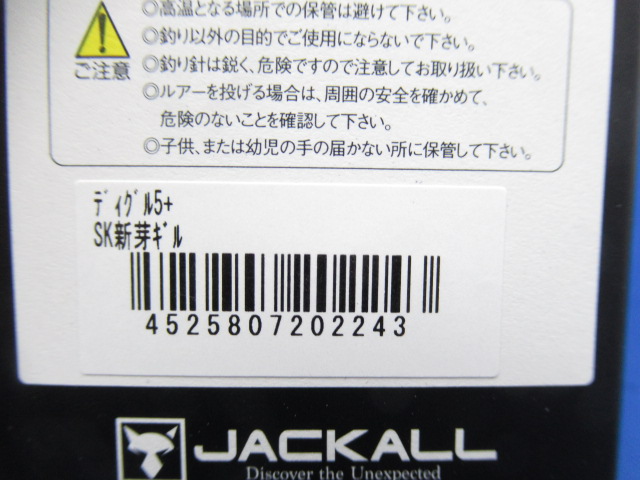 ◎高温となる場所での保管は避けて下さい。
◎釣り以外の目的でご使用にならないで下さい。
ご注意
◎釣り針は鋭く、危険ですので注意してお取り扱い下さい。
◎ルアーを投げる場合は、周囲の安全を確かめて、
危険のないことを確認して下さい。
◎子供、または幼児の手の届かない所に保管して下さい。
ﾃﾞｨｸﾞﾙ5+
SK新芽ｷﾞﾙ
4525807202243
JACKALL
Discover the Unexpected